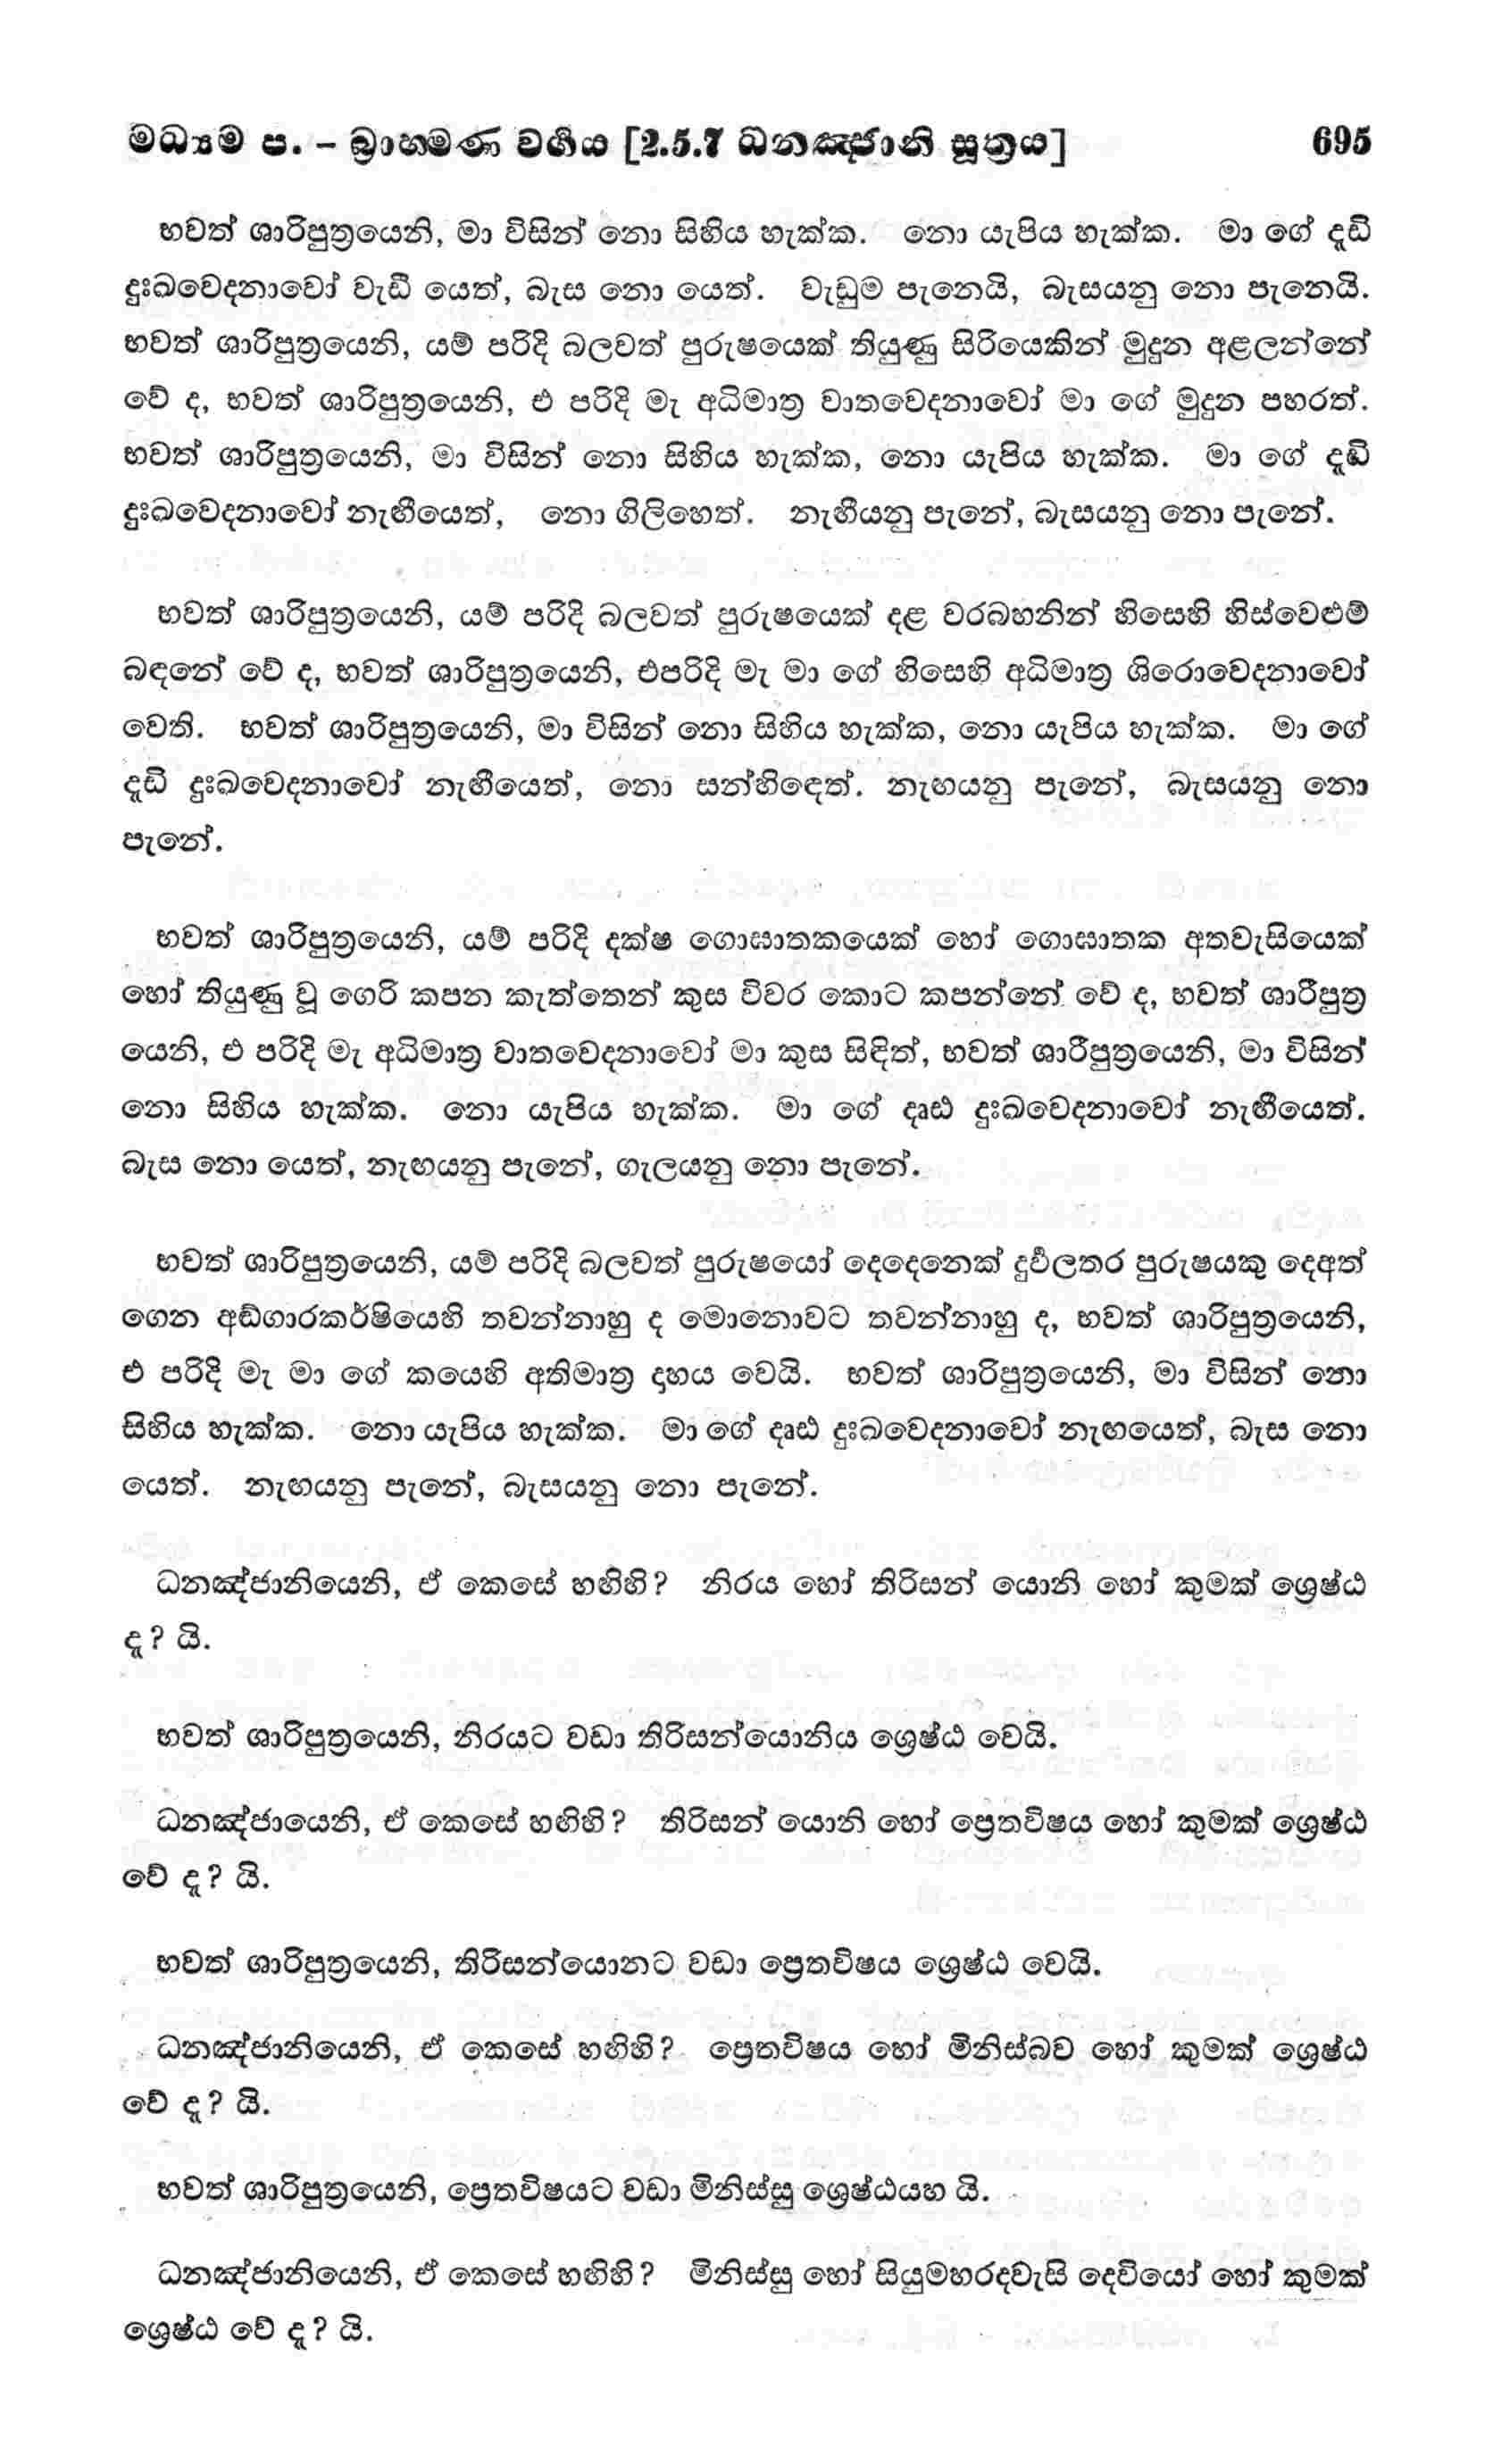 මධ්‍යම ප. – බ්‍රාහමණ වර්ගය [2.5.7 ධනඤ්ජානි සූත්‍රය] 695
භවත් ශාරිපුත්‍රයෙනි, මා විසින් නො සිහිය හැක්ක. නො යැපිය හැක්ක. මා ගේ දැඩි
දුඃඛවෙදනාවෝ වැඩී යෙත්, බැස නො යෙත්. වැඩුම පැනෙයි, බැසයනු නො පැනෙයි.
භවත් ශාරිපුත්‍රයෙනි, යම් පරිදි බලවත් පුරුෂයෙක් තියුණු සිරියෙකින් මුදුන අළලන්නේ
වේ ද, භවත් ශාරිපුත්‍රයෙනි, එ පරිදි මැ අධිමාත්‍ර වාතවෙදනාවෝ මා ගේ මුදුන පහරත්.
භවත් ශාරිපුත්‍රයෙනි, මා විසින් නො සිහිය හැක්ක, නො යැපිය හැක්ක. මා ගේ දැඩි
දුඃඛවෙදනාවෝ නැඟීයෙත්, නො ගිලිහෙත්. නැඟීයනු පැනේ, බැසයනු නො පැනේ.
භවත් ශාරිපුත්‍රයෙනි, යම් පරිදි බලවත් පුරුෂයෙක් දළ වරබහනින් හිසෙහි හිස්වෙළුම්
බඳනේ වේ ද, භවත් ශාරිපුත්‍රයෙනි, එපරිදි මැ මා ගේ හිසෙහි අධිමාත්‍ර ශිරොවෙදනාවෝ
වෙති. භවත් ශාරිපුත්‍රයෙනි, මා විසින් නො සිහිය හැක්ක, නො යැපිය හැක්ක. මා ගේ
දැඩි දුඃඛවෙදනාවෝ නැඟීයෙත්, නො සන්හිඳෙත්. නැඟයනු පැනේ, බැසයනු නො
පැනේ.
භවත් ශාරිපුත්‍රයෙනි, යම් පරිදි දක්ෂ ගොඝාතකයෙක් හෝ ගොඝාතක අතවැසියෙක්
හෝ තියුණු වූ ගෙරි කපන කැත්තෙන් කුස විවර කොට කපන්නේ වේ ද, භවත් ශාරීපුත්‍ර
යෙනි, එ පරිදි මැ අධිමාත්‍ර වාතවෙදනාවෝ මා කුස සිඳිත්, භවත් ශාරීපුත්‍රයෙනි, මා විසින්
නො සිහිය හැක්ක. නො යැපිය හැක්ක. මා ගේ දෘඪ දුඃඛවෙදනාවෝ නැඟීයෙත්.
බැස නො යෙත්, නැඟයනු පැනේ, ගැලයනු නො පැනේ.
භවත් ශාරිපුත්‍රයෙනි, යම් පරිදි බලවත් පුරුෂයෝ දෙදෙනෙක් දුර්‍වලතර පුරුෂයකු දෙඅත්
ගෙන අඬ්ගාරකර්ෂියෙහි තවන්නාහු ද මොනොවට තවන්නාහු ද, භවත් ශාරිපුත්‍රයෙනි,
එ පරිදි මැ මා ගේ කයෙහි අතිමාත්‍ර දාහය වෙයි. භවත් ශාරිපුත්‍රයෙනි, මා විසින් නො
සිහිය හැක්ක. නො යැපිය හැක්ක. මා ගේ දෘඪ දුඃඛවෙදනාවෝ නැඟයෙත්, බැස නො
යෙත්. නැඟයනු පැනේ, බැසයනු නො පැනේ.
ධනඤ්ජානියෙනි, ඒ කෙසේ හඟිහි? නිරය හෝ තිරිසන් යොනි හෝ කුමක් ශ්‍රෙෂ්ඨ
දැ? යි.
භවත් ශාරිපුත්‍රයෙනි, නිරයට වඩා තිරිසන්යොනිය ශ්‍රෙෂ්ඨ වෙයි.
ධනඤ්ජායෙනි, ඒ කෙසේ හඟිහි? තිරිසන් යොනි හෝ ප්‍රෙතවිෂය හෝ කුමක් ශ්‍රෙෂ්ඨ
වේ දැ? යි.
භවත් ශාරිපුත්‍රයෙනි, තිරිසන්යොනට වඩා ප්‍රෙතවිෂය ශ්‍රෙෂ්ඨ වෙයි.
ධනඤ්ජානියෙනි, ඒ කෙසේ හඟිහි? ප්‍රෙතවිෂය හෝ මිනිස්බව හෝ කුමක් ශ්‍රෙෂ්ඨ
වේ දැ? යි.
භවත් ශාරිපුත්‍රයෙනි, ප්‍රෙතවිෂයට වඩා මිනිස්සු ශ්‍රෙෂ්ඨයහ යි.
ධනඤ්ජානියෙනි, ඒ කෙසේ හඟිහි? මිනිස්සු හෝ සියුමහරදවැසි දෙවියෝ හෝ කුමක්
ශ්‍රෙෂ්ඨ වේ දැ? යි.